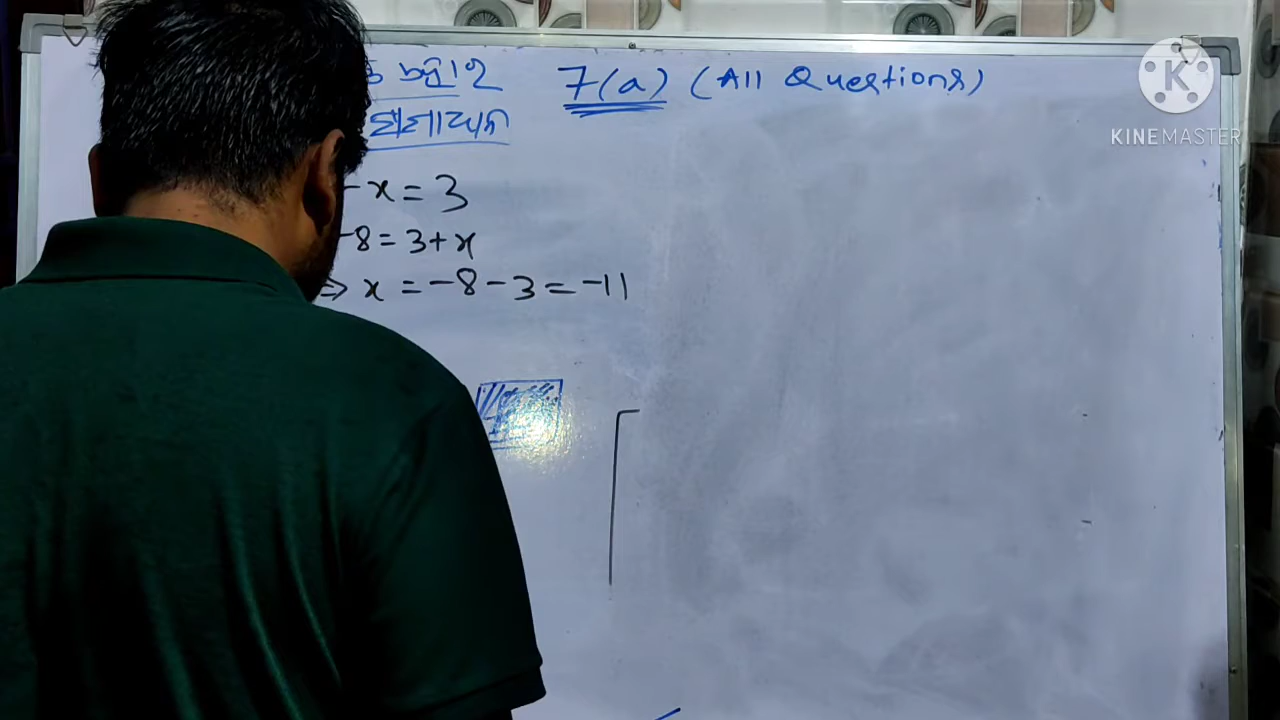 7(a) (All Questions)
-x = 3
-8 = 3 + x
⇒ x = -8 - 3 = -11
KINEMASTER